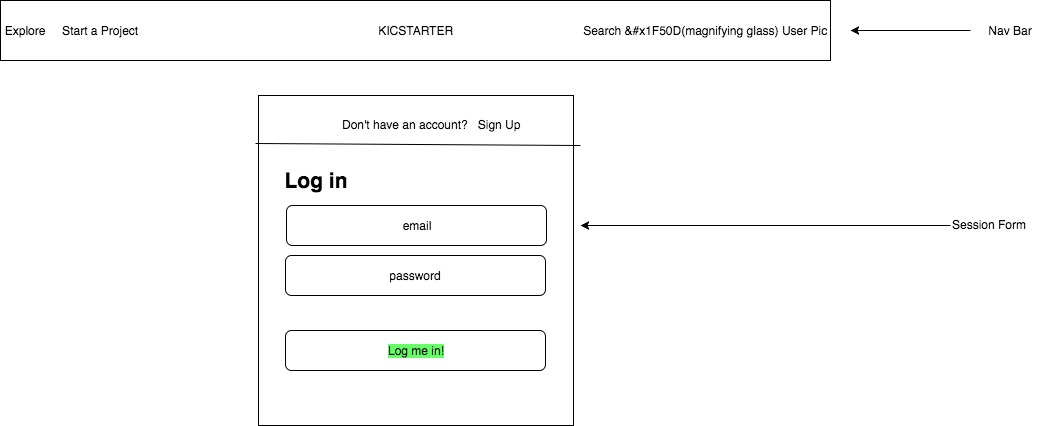 Explore Start a Project KICSTARTER Search &#x1F50D(magnifying glass) User Pic Nav Bar
Don't have an account? Sign Up
Log in
email
Session Form
password
Log me in!